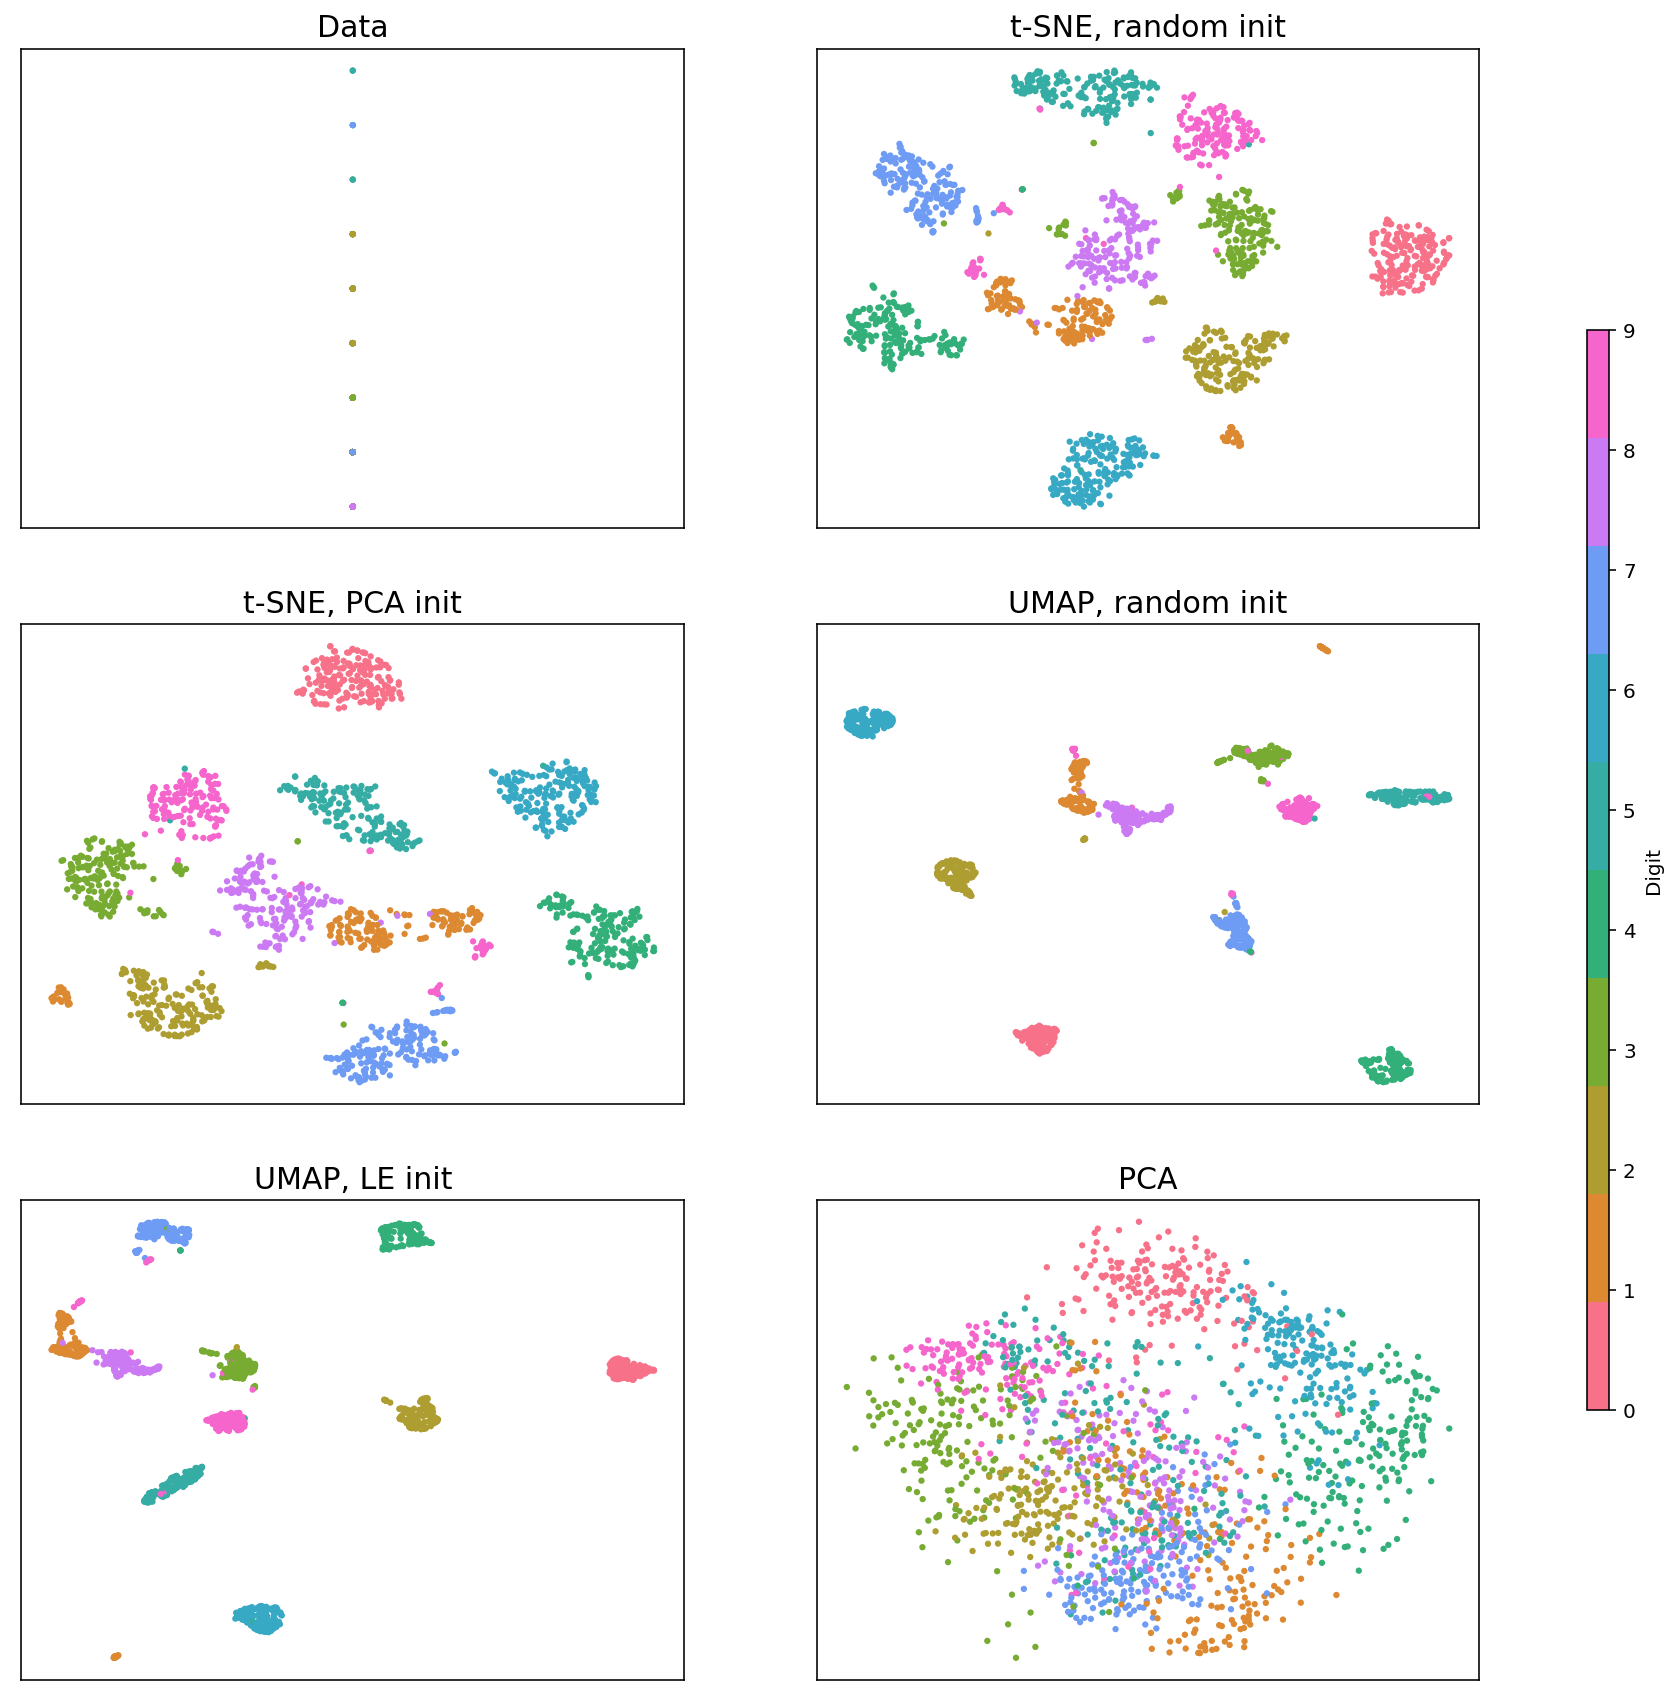 Data
t-SNE, random init
t-SNE, PCA init
UMAP, random init
UMAP, LE init
PCA
9
8
7
6
5
4
3
2
1
0
Digit